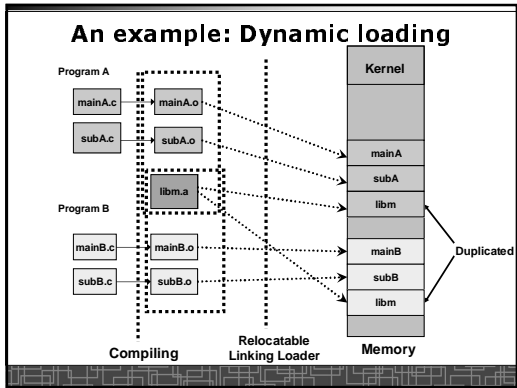 An example: Dynamic loading
Program A
mainA.c
mainA.o
subA.c
subA.o
libm.a
Program B
mainB.c
mainB.o
subB.c
subB.o
Kernel
mainA
subA
libm
mainB
subB
libm
Duplicated
Compiling
Relocatable
Linking Loader
Memory